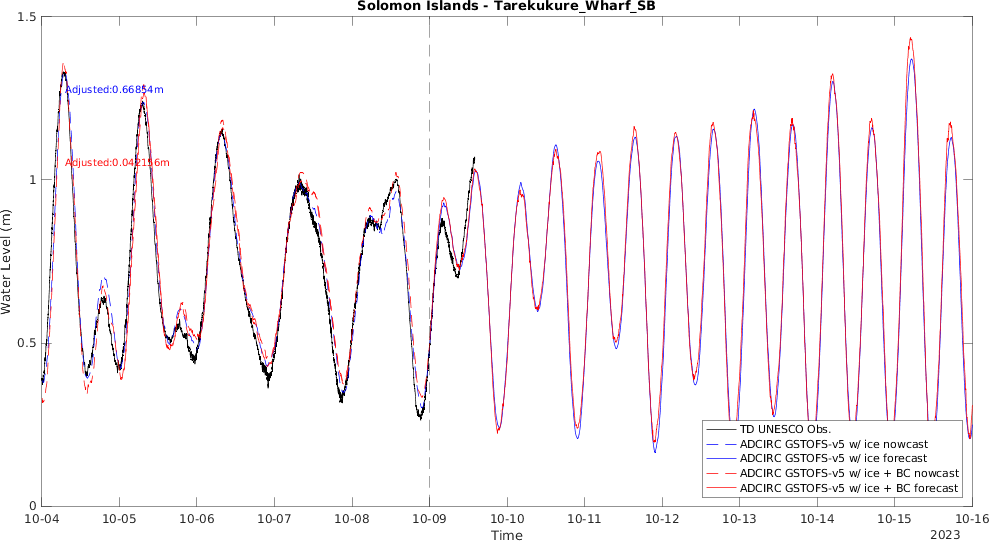 Solomon Islands - Tarekukure_Wharf_SB
1.5
1
0.5
0
Water Level (m)
Adjusted:0.66854m
Adjusted:0.042156m
TD UNESCO Obs.
ADCIRC GSTOFS-v5 w/ ice nowcast
ADCIRC GSTOFS-v5 w/ ice forecast
ADCIRC GSTOFS-v5 w/ ice + BC nowcast
ADCIRC GSTOFS-v5 w/ ice + BC forecast
10-04 10-05 10-06 10-07 10-08 10-09 10-10 10-11 10-12 10-13 10-14 10-15 10-16
Time
2023